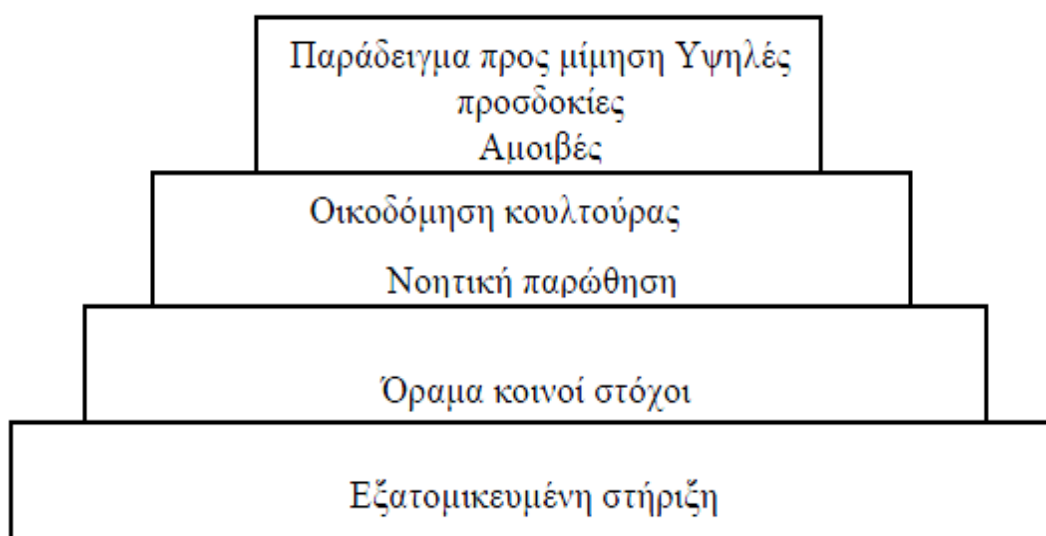 Παράδειγμα προς μίμηση Υψηλές
προσδοκίες
Αμοιβές
Οικοδόμηση κουλτούρας
Νοητική παρώθηση
Όραμα κοινοί στόχοι
Εξατομικευμένη στήριξη